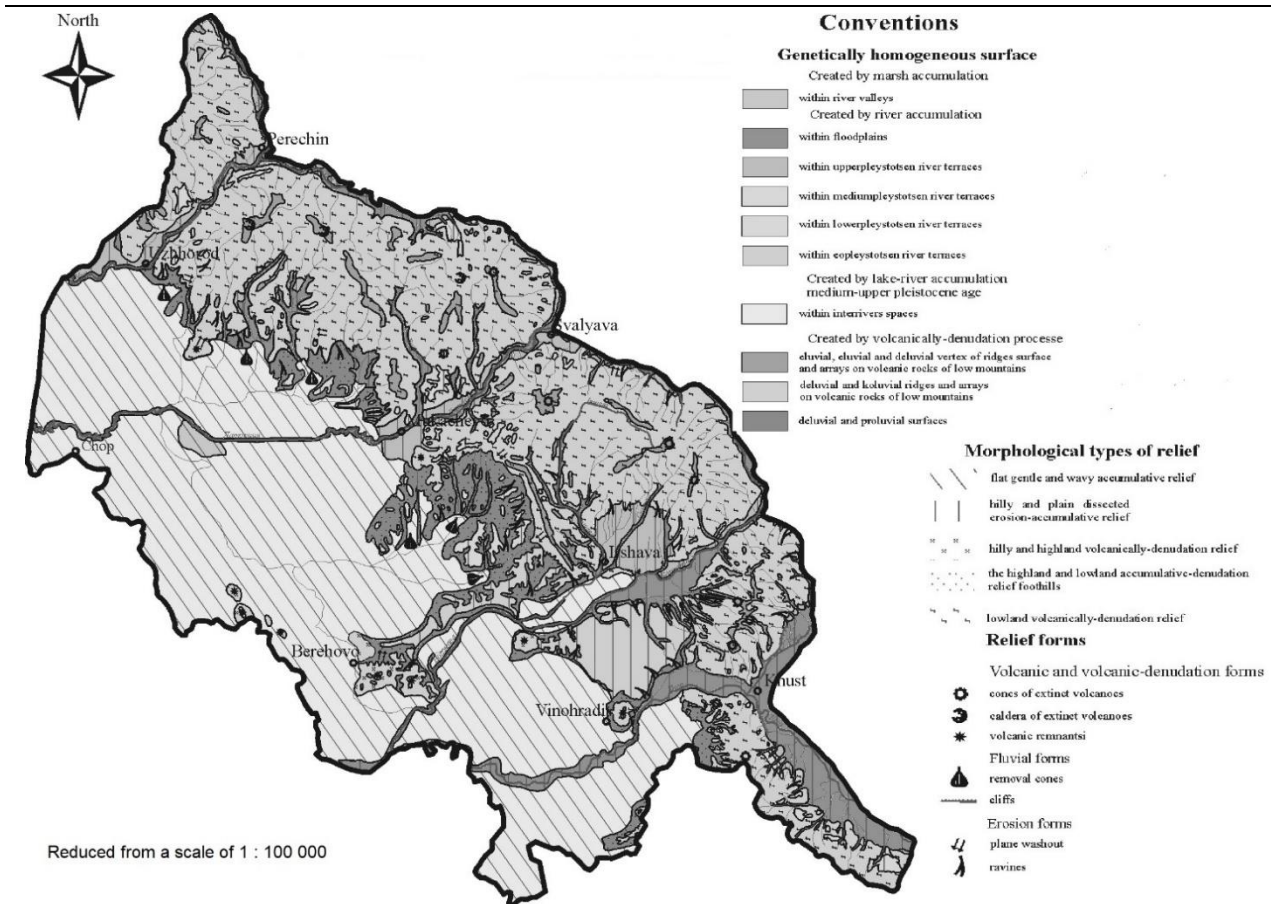 North
Perechin
Uzhhorod
Svalyava
Mukachevo
Chop
Irshava
Berehovo
Vinohradiv
Khust
Reduced from a scale of 1 : 100 000
Conventions
Genetically homogeneous surface
Created by marsh accumulation
within river valleys
Created by river accumulation
within floodplains
within upperpleystotsen river terraces
within mediumpleystotsen river terraces
within lowerpleystotsen river terraces
within eopleystotsen river terraces
Created by lake-river accumulation
medium-upper pleistocene age
within interrivers spaces
Created by volcanically-denudation processe
eluvial, eluvial and deluvial vertex of ridges surface
and arrays on volcanic rocks of low mountains
deluvial and koluvial ridges and arrays
on volcanic rocks of low mountains
deluvial and proluvial surfaces
Morphological types of relief
flat gentle and wavy accumulative relief
hilly and plain dissected
erosion-accumulative relief
hilly and highland volcanically-denudation relief
the highland and lowland accumulative-denudation
relief foothills
lowland volcanically-denudation relief
Relief forms
Volcanic and volcanic-denudation forms
cones of extinct volcanoes
caldera of extinct volcanoes
volcanic remnantsi
Fluvial forms
removal cones
cliffs
Erosion forms
plane washout
ravines